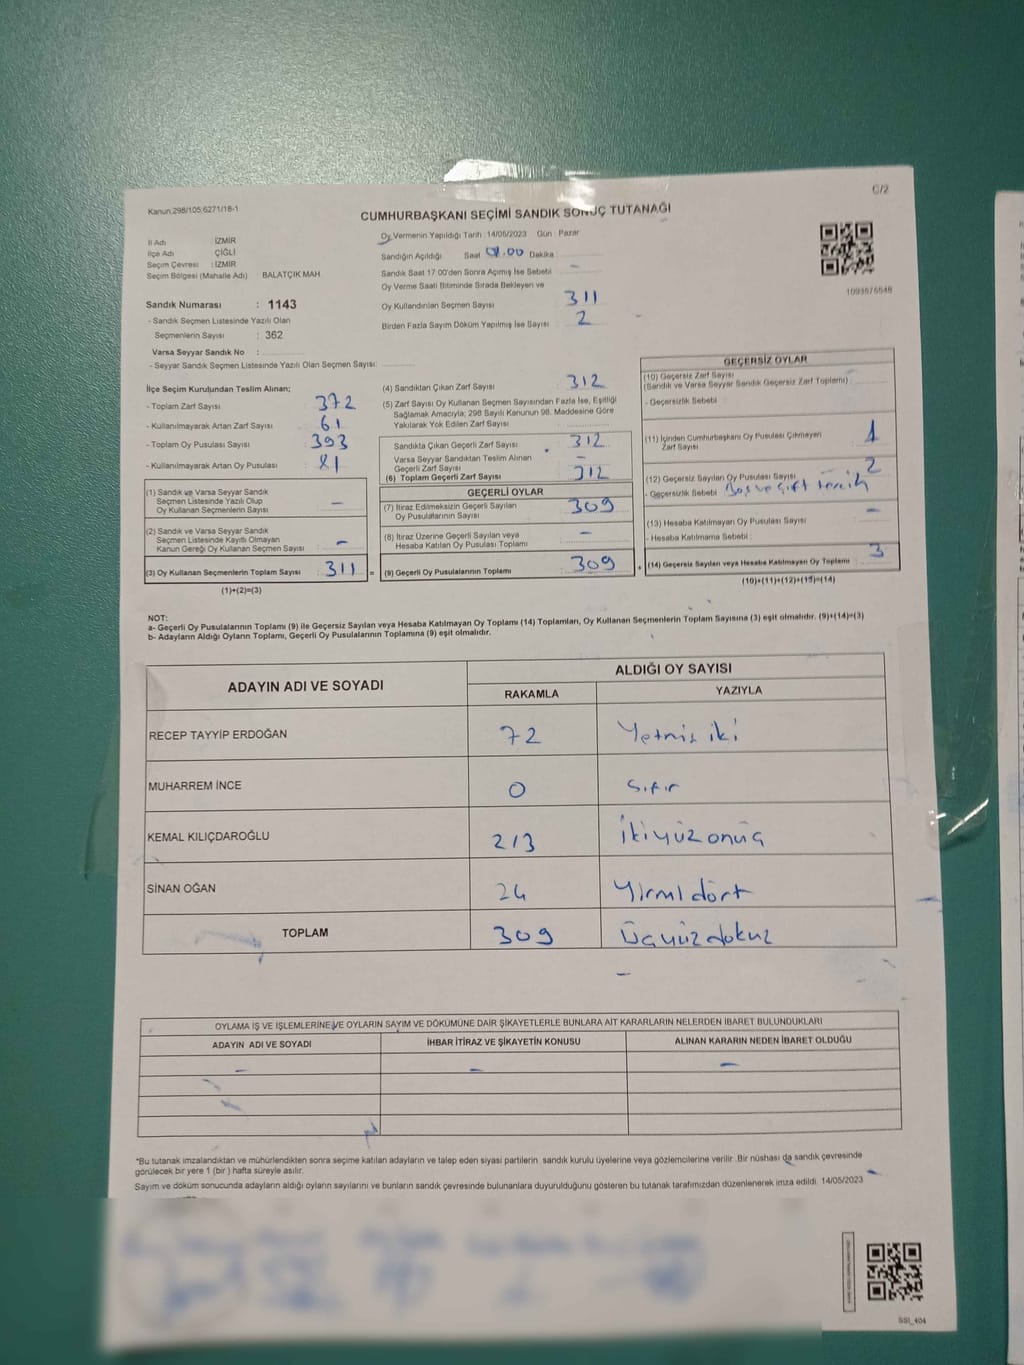 C/2
Kanun;298/105;6271/18-1
CUMHURBAŞKANI SEÇİMİ SANDIK SONUÇ TUTANAĞI
İl Adı : İZMİR
İlçe Adı : ÇİĞLİ
Seçim Çevresi : İZMİR
Seçim Bölgesi (Mahalle Adı) : BALATÇIK MAH
Sandık Numarası : 1143
- Sandık Seçmen Listesinde Yazılı Olan
Seçmenlerin Sayısı : 362
Varsa Seyyar Sandık No :
- Seyyar Sandık Seçmen Listesinde Yazılı Olan Seçmen Sayısı:
Oy Vermenin Yapıldığı Tarih :14/05/2023 Gün : Pazar
Sandığın Açıldığı Saat Dakika
Sandık Saat 17:00'den Sonra Açımış İse Sebebi -
Oy Verme Saati Bitiminde Sırada Bekleyen ve
Oy Kullandırılan Seçmen Sayısı 311
Birden Fazla Sayım Döküm Yapılmış İse Sayısı 2
1093576548
İlçe Seçim Kurulundan Teslim Alınan;
- Toplam Zarf Sayısı 372
- Kullanılmayarak Artan Zarf Sayısı 61
- Toplam Oy Pusulası Sayısı 393
- Kullanılmayarak Artan Oy Pusulası 81
(1) Sandık ve Varsa Seyyar Sandık
Seçmen Listesinde Yazılı Olup
Oy Kullanan Seçmenlerin Sayısı -
(2) Sandık ve Varsa Seyyar Sandık
Seçmen Listesinde Kayıtlı Olmayan
Kanun Gereği Oy Kullanan Seçmen Sayısı -
(3) Oy Kullanan Seçmenlerin Toplam Sayısı 311 =
(1)+(2)=(3)
(4) Sandıktan Çıkan Zarf Sayısı 312
(5) Zarf Sayısı Oy Kullanan Seçmen Sayısından Fazla İse, Eşitliği
Sağlamak Amacıyla; 298 Sayılı Kanunun 98. Maddesine Göre
Yakılarak Yok Edilen Zarf Sayısı
Sandıkta Çıkan Geçerli Zarf Sayısı 312
Varsa Seyyar Sandıktan Teslim Alınan
Geçerli Zarf Sayısı -
(6) Toplam Geçerli Zarf Sayısı 312
GEÇERLİ OYLAR
(7) İtiraz Edilmeksizin Geçerli Sayılan
Oy Pusulalarının Sayısı 309
(8) İtiraz Üzerine Geçerli Sayılan veya
Hesaba Katılan Oy Pusulası Toplamı -
(9) Geçerli Oy Pusulalarının Toplamı 309 +
GEÇERSİZ OYLAR
(10) Geçersiz Zarf Sayısı
(Sandık ve Varsa Seyyar Sandık Geçersiz Zarf Toplamı)
- Geçersizlik Sebebi :
(11) İçinden Cumhurbaşkanı Oy Pusulası Çıkmayan
Zarf Sayısı 1
(12) Geçersiz Sayılan Oy Pusulası Sayısı 2
- Geçersizlik Sebebi Boş ve çift tercih
(13) Hesaba Katılmayan Oy Pusulası Sayısı -
- Hesaba Katılmama Sebebi :
(14) Geçersiz Sayılan veya Hesaba Katılmayan Oy Toplamı 3
(10)+(11)+(12)+(13)=(14)
NOT:
a- Geçerli Oy Pusulalarının Toplamı (9) ile Geçersiz Sayılan veya Hesaba Katılmayan Oy Toplamı (14) Toplamları, Oy Kullanan Seçmenlerin Toplam Sayısına (3) eşit olmalıdır. (9)+(14)=(3)
b- Adayların Aldığı Oyların Toplamı, Geçerli Oy Pusulalarının Toplamına (9) eşit olmalıdır.
ADAYIN ADI VE SOYADI
ALDIĞI OY SAYISI
RAKAMLA YAZIYLA
RECEP TAYYİP ERDOĞAN 72 Yetmiş iki
MUHARREM İNCE 0 Sıfır
KEMAL KILIÇDAROĞLU 213 İkiyüzonüç
SİNAN OĞAN 24 Yirmidört
TOPLAM 309 Üçyüzdokuz
OYLAMA İŞ VE İŞLEMLERİNE VE OYLARIN SAYIM VE DÖKÜMÜNE DAİR ŞİKAYETLERLE BUNLARA AİT KARARLARIN NELERDEN İBARET BULUNDUKLARI
ADAYIN ADI VE SOYADI İHBAR İTİRAZ VE ŞİKAYETİN KONUSU ALINAN KARARIN NEDEN İBARET OLDUĞU
- - -
*Bu tutanak imzalandıktan ve mühürlendikten sonra seçime katılan adayların ve talep eden siyasi partilerin sandık kurulu üyelerine veya gözlemcilerine verilir .Bir nüshası da sandık çevresinde
görülecek bir yere 1 (bir ) hafta süreyle asılır.
Sayım ve döküm sonucunda adayların aldığı oyların sayılarını ve bunların sandık çevresinde bulunanlara duyurulduğunu gösteren bu tutanak tarafımızdan düzenlenerek imza edildi. 14/05/2023
SSI_404